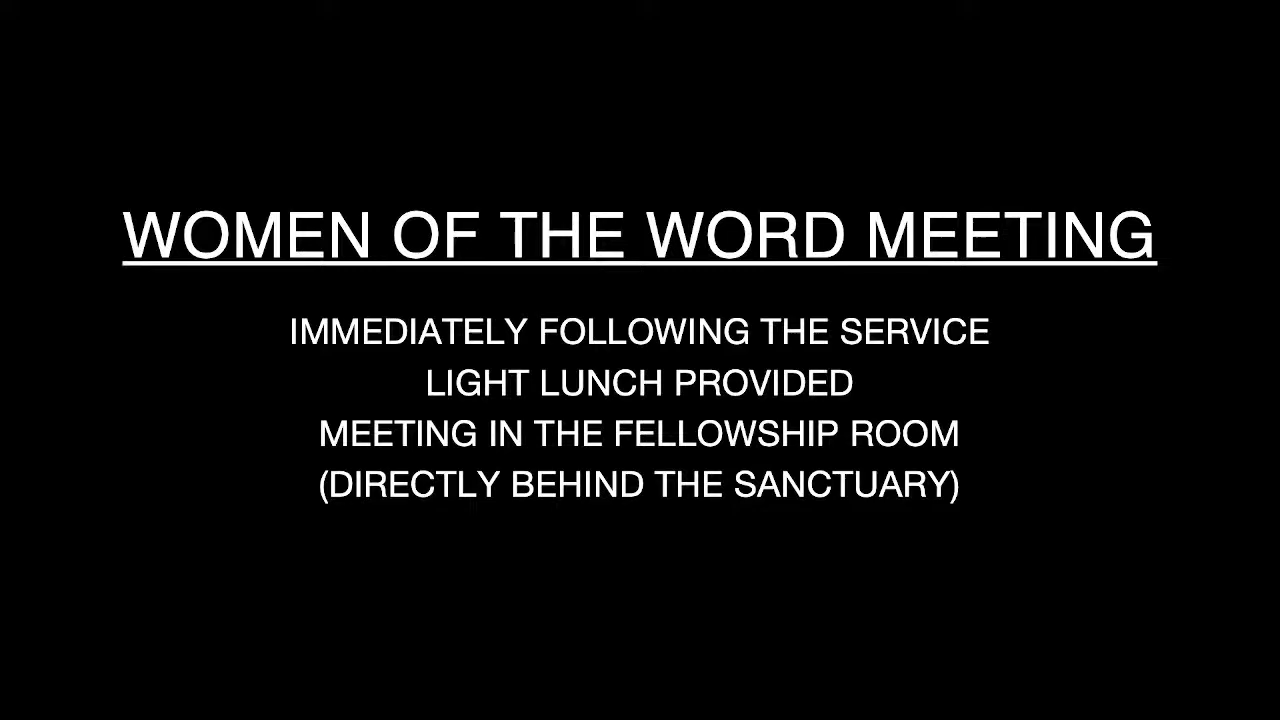 WOMEN OF THE WORD MEETING
IMMEDIATELY FOLLOWING THE SERVICE
LIGHT LUNCH PROVIDED
MEETING IN THE FELLOWSHIP ROOM
(DIRECTLY BEHIND THE SANCTUARY)